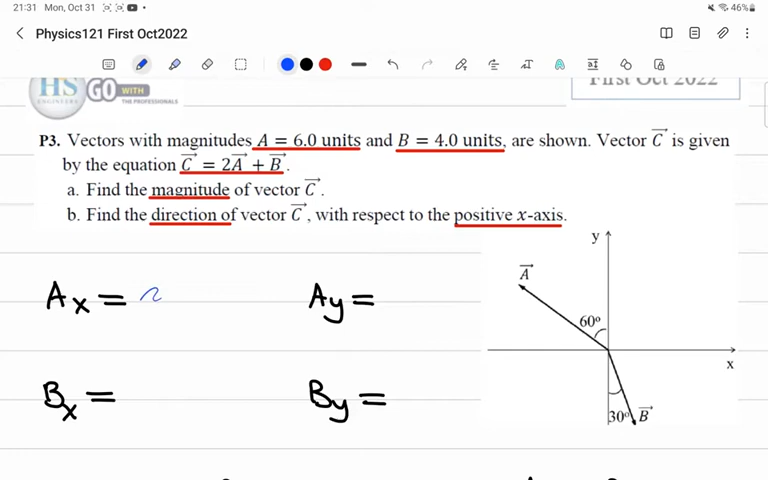 21:31 Mon, Oct 31
46%
Physics121 First Oct2022
HS
ENGINEERS
GO WITH
THE PROFESSIONALS
First Oct 2022
P3. Vectors with magnitudes A = 6.0 units and B = 4.0 units, are shown. Vector C⃗ is given
by the equation C⃗ = 2A⃗ + B⃗.
a. Find the magnitude of vector C⃗.
b. Find the direction of vector C⃗, with respect to the positive x-axis.
y
A⃗
60º
x
30º B⃗
Ax = Ay =
Bx = By =